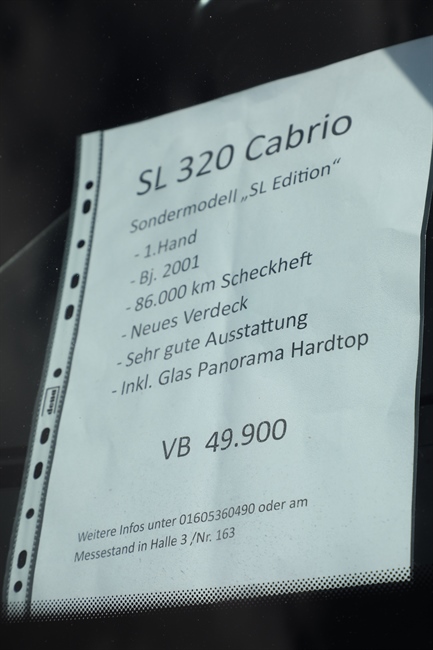 SL 320 Cabrio
Sondermodell „SL Edition“
- 1.Hand
- Bj. 2001
- 86.000 km Scheckheft
- Neues Verdeck
- Sehr gute Ausstattung
- Inkl. Glas Panorama Hardtop
VB 49.900
Weitere Infos unter 01605360490 oder am
Messestand in Halle 3 /Nr. 163